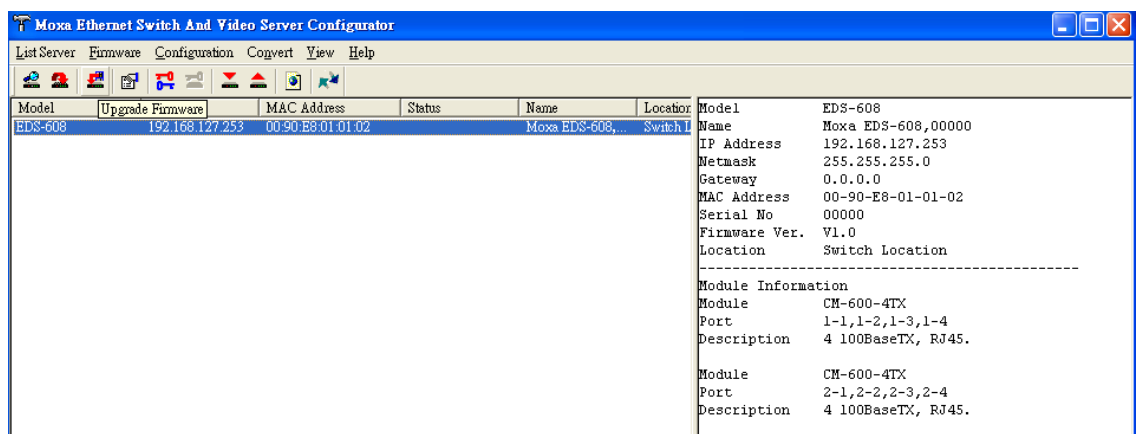 Moxa Ethernet Switch And Video Server Configurator
List Server Firmware Configuration Convert View Help
Model Upgrade Firmware MAC Address Status Name Location
EDS-608 192.168.127.253 00:90:E8:01:01:02 Moxa EDS-608,... Switch L
Model EDS-608
Name Moxa EDS-608,00000
IP Address 192.168.127.253
Netmask 255.255.255.0
Gateway 0.0.0.0
MAC Address 00-90-E8-01-01-02
Serial No 00000
Firmware Ver. V1.0
Location Switch Location
-----------------------------------------------
Module Information
Module CM-600-4TX
Port 1-1,1-2,1-3,1-4
Description 4 100BaseTX, RJ45.
Module CM-600-4TX
Port 2-1,2-2,2-3,2-4
Description 4 100BaseTX, RJ45.